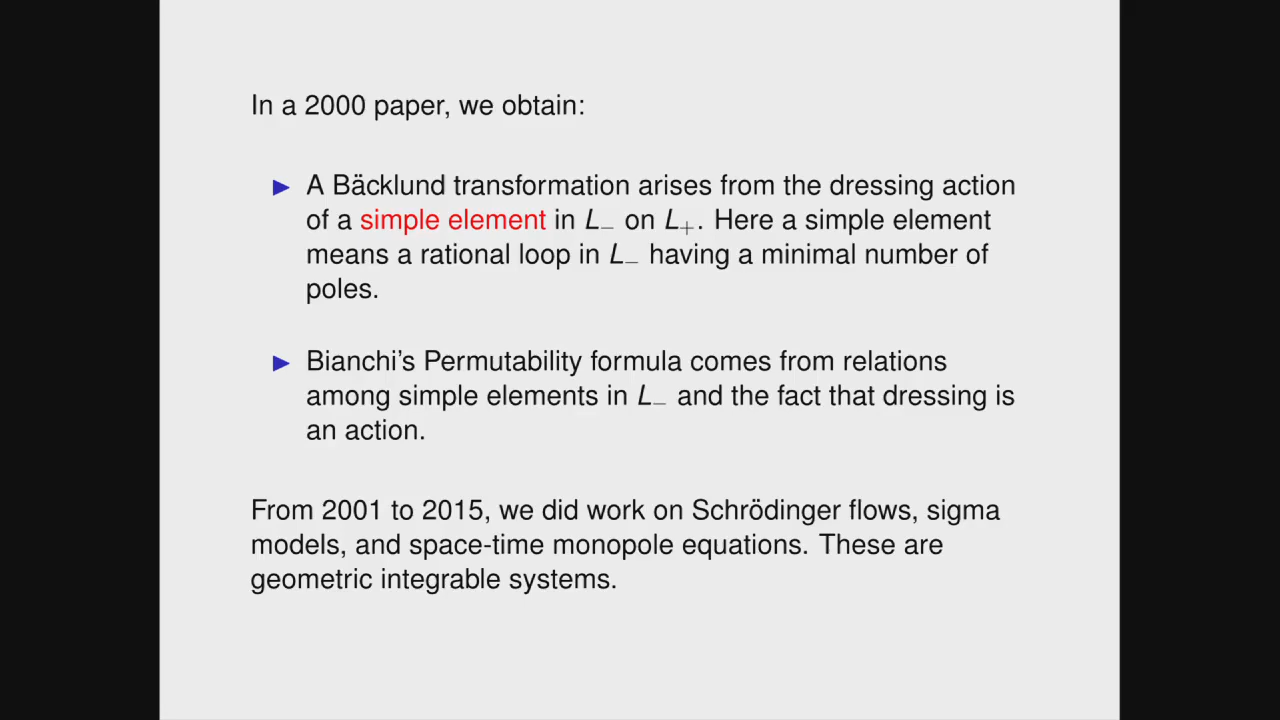 In a 2000 paper, we obtain:
▶ A Bäcklund transformation arises from the dressing action
of a simple element in L₋ on L₊. Here a simple element
means a rational loop in L₋ having a minimal number of
poles.
▶ Bianchi's Permutability formula comes from relations
among simple elements in L₋ and the fact that dressing is
an action.
From 2001 to 2015, we did work on Schrödinger flows, sigma
models, and space-time monopole equations. These are
geometric integrable systems.